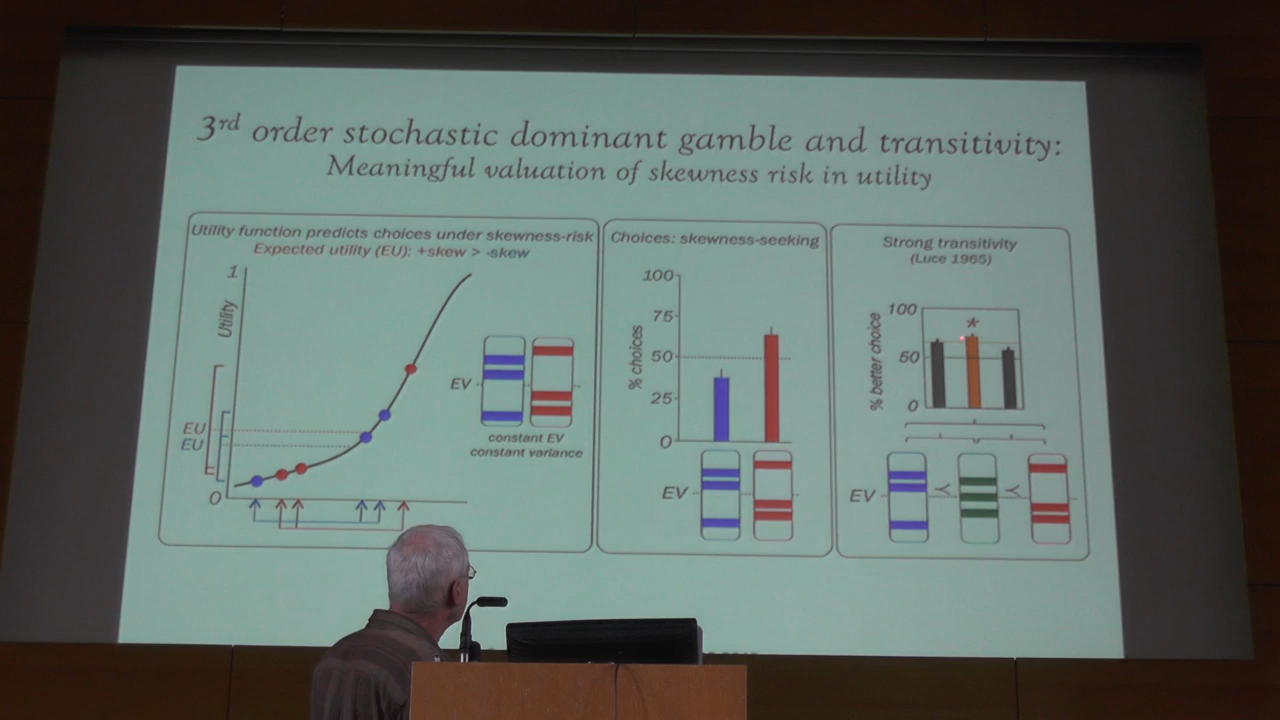 3rd order stochastic dominant gamble and transitivity:
Meaningful valuation of skewness risk in utility
Utility function predicts choices under skewness-risk
Expected utility (EU): +skew > -skew
1
Utility
EU
EU
0
EV
constant EV
constant variance
Choices: skewness-seeking
100
75
50
25
0
% choices
EV
Strong transitivity
(Luce 1965)
100
50
0
% better choice
*
EV